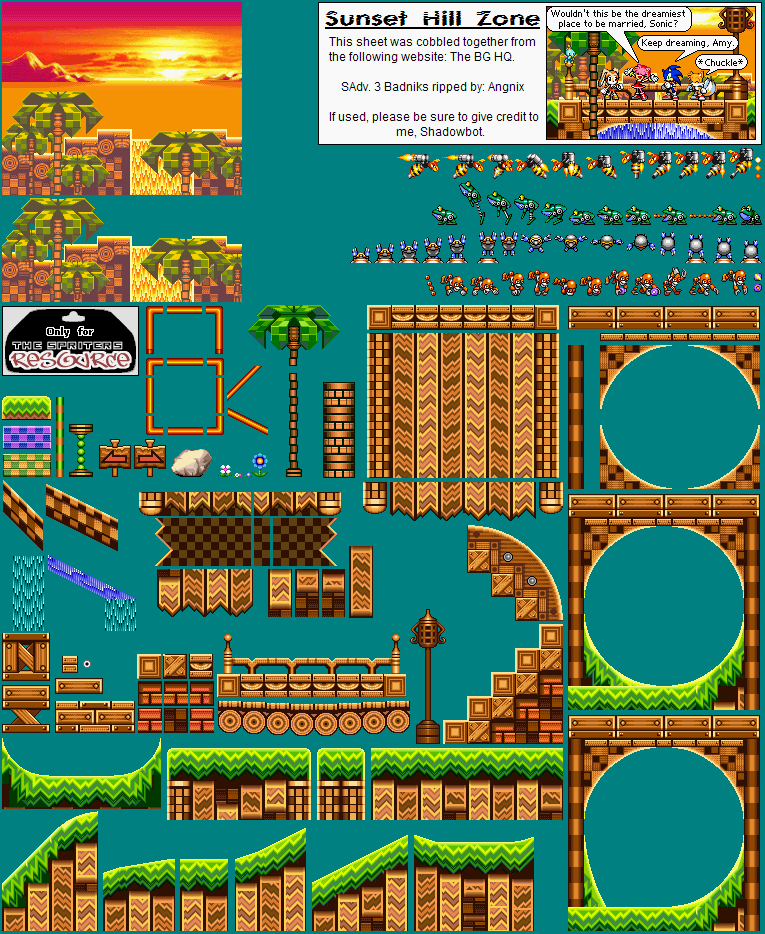 Sunset Hill Zone
This sheet was cobbled together from
the following website: The BG HQ.
SAdv. 3 Badniks ripped by: Angnix
If used, please be sure to give credit to
me, Shadowbot.
Wouldn't this be the dreamiest
place to be married, Sonic?
Keep dreaming, Amy.
*Chuckle*
Only for
THE SPRITERS
RESOURCE